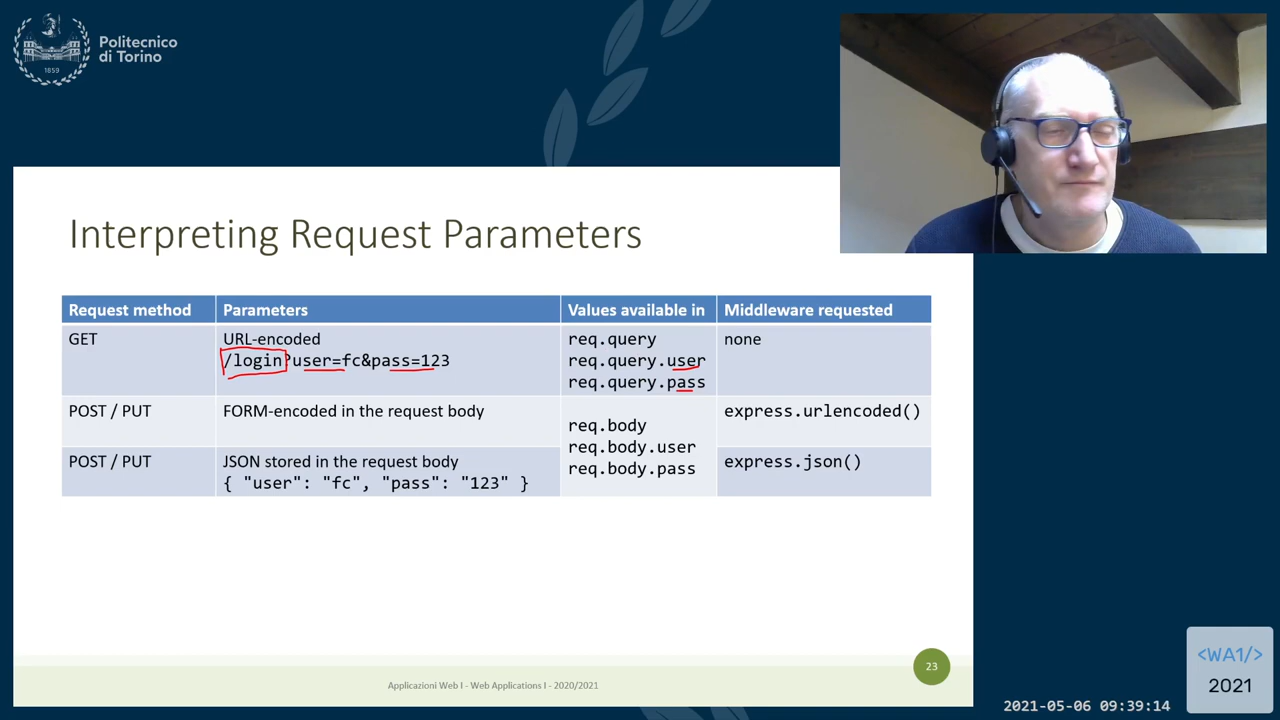 Politecnico
di Torino
1859
Interpreting Request Parameters
Request method Parameters Values available in Middleware requested
GET URL-encoded req.query none
/login?user=fc&pass=123 req.query.user
req.query.pass
POST / PUT FORM-encoded in the request body express.urlencoded()
req.body
req.body.user
POST / PUT JSON stored in the request body express.json()
req.body.pass
{ "user": "fc", "pass": "123" }
23
Applicazioni Web I - Web Applications I - 2020/2021
<WA1/>
2021
2021-05-06 09:39:14